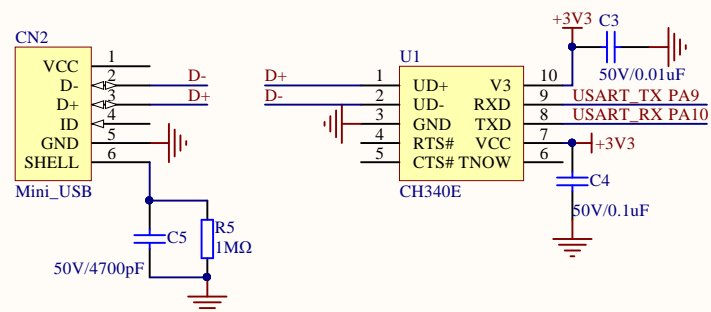 CN2
VCC 1
D- 2 D-
D+ 3 D+
ID 4
GND 5
SHELL 6
Mini_USB
C5
50V/4700pF
R5
1MΩ
U1
D+ 1 UD+ V3 10
D- 2 UD- RXD 9 USART_TX PA9
3 GND TXD 8 USART_RX PA10
4 RTS# VCC 7 +3V3
5 CTS# TNOW 6
CH340E
+3V3
C3
50V/0.01uF
C4
50V/0.1uF